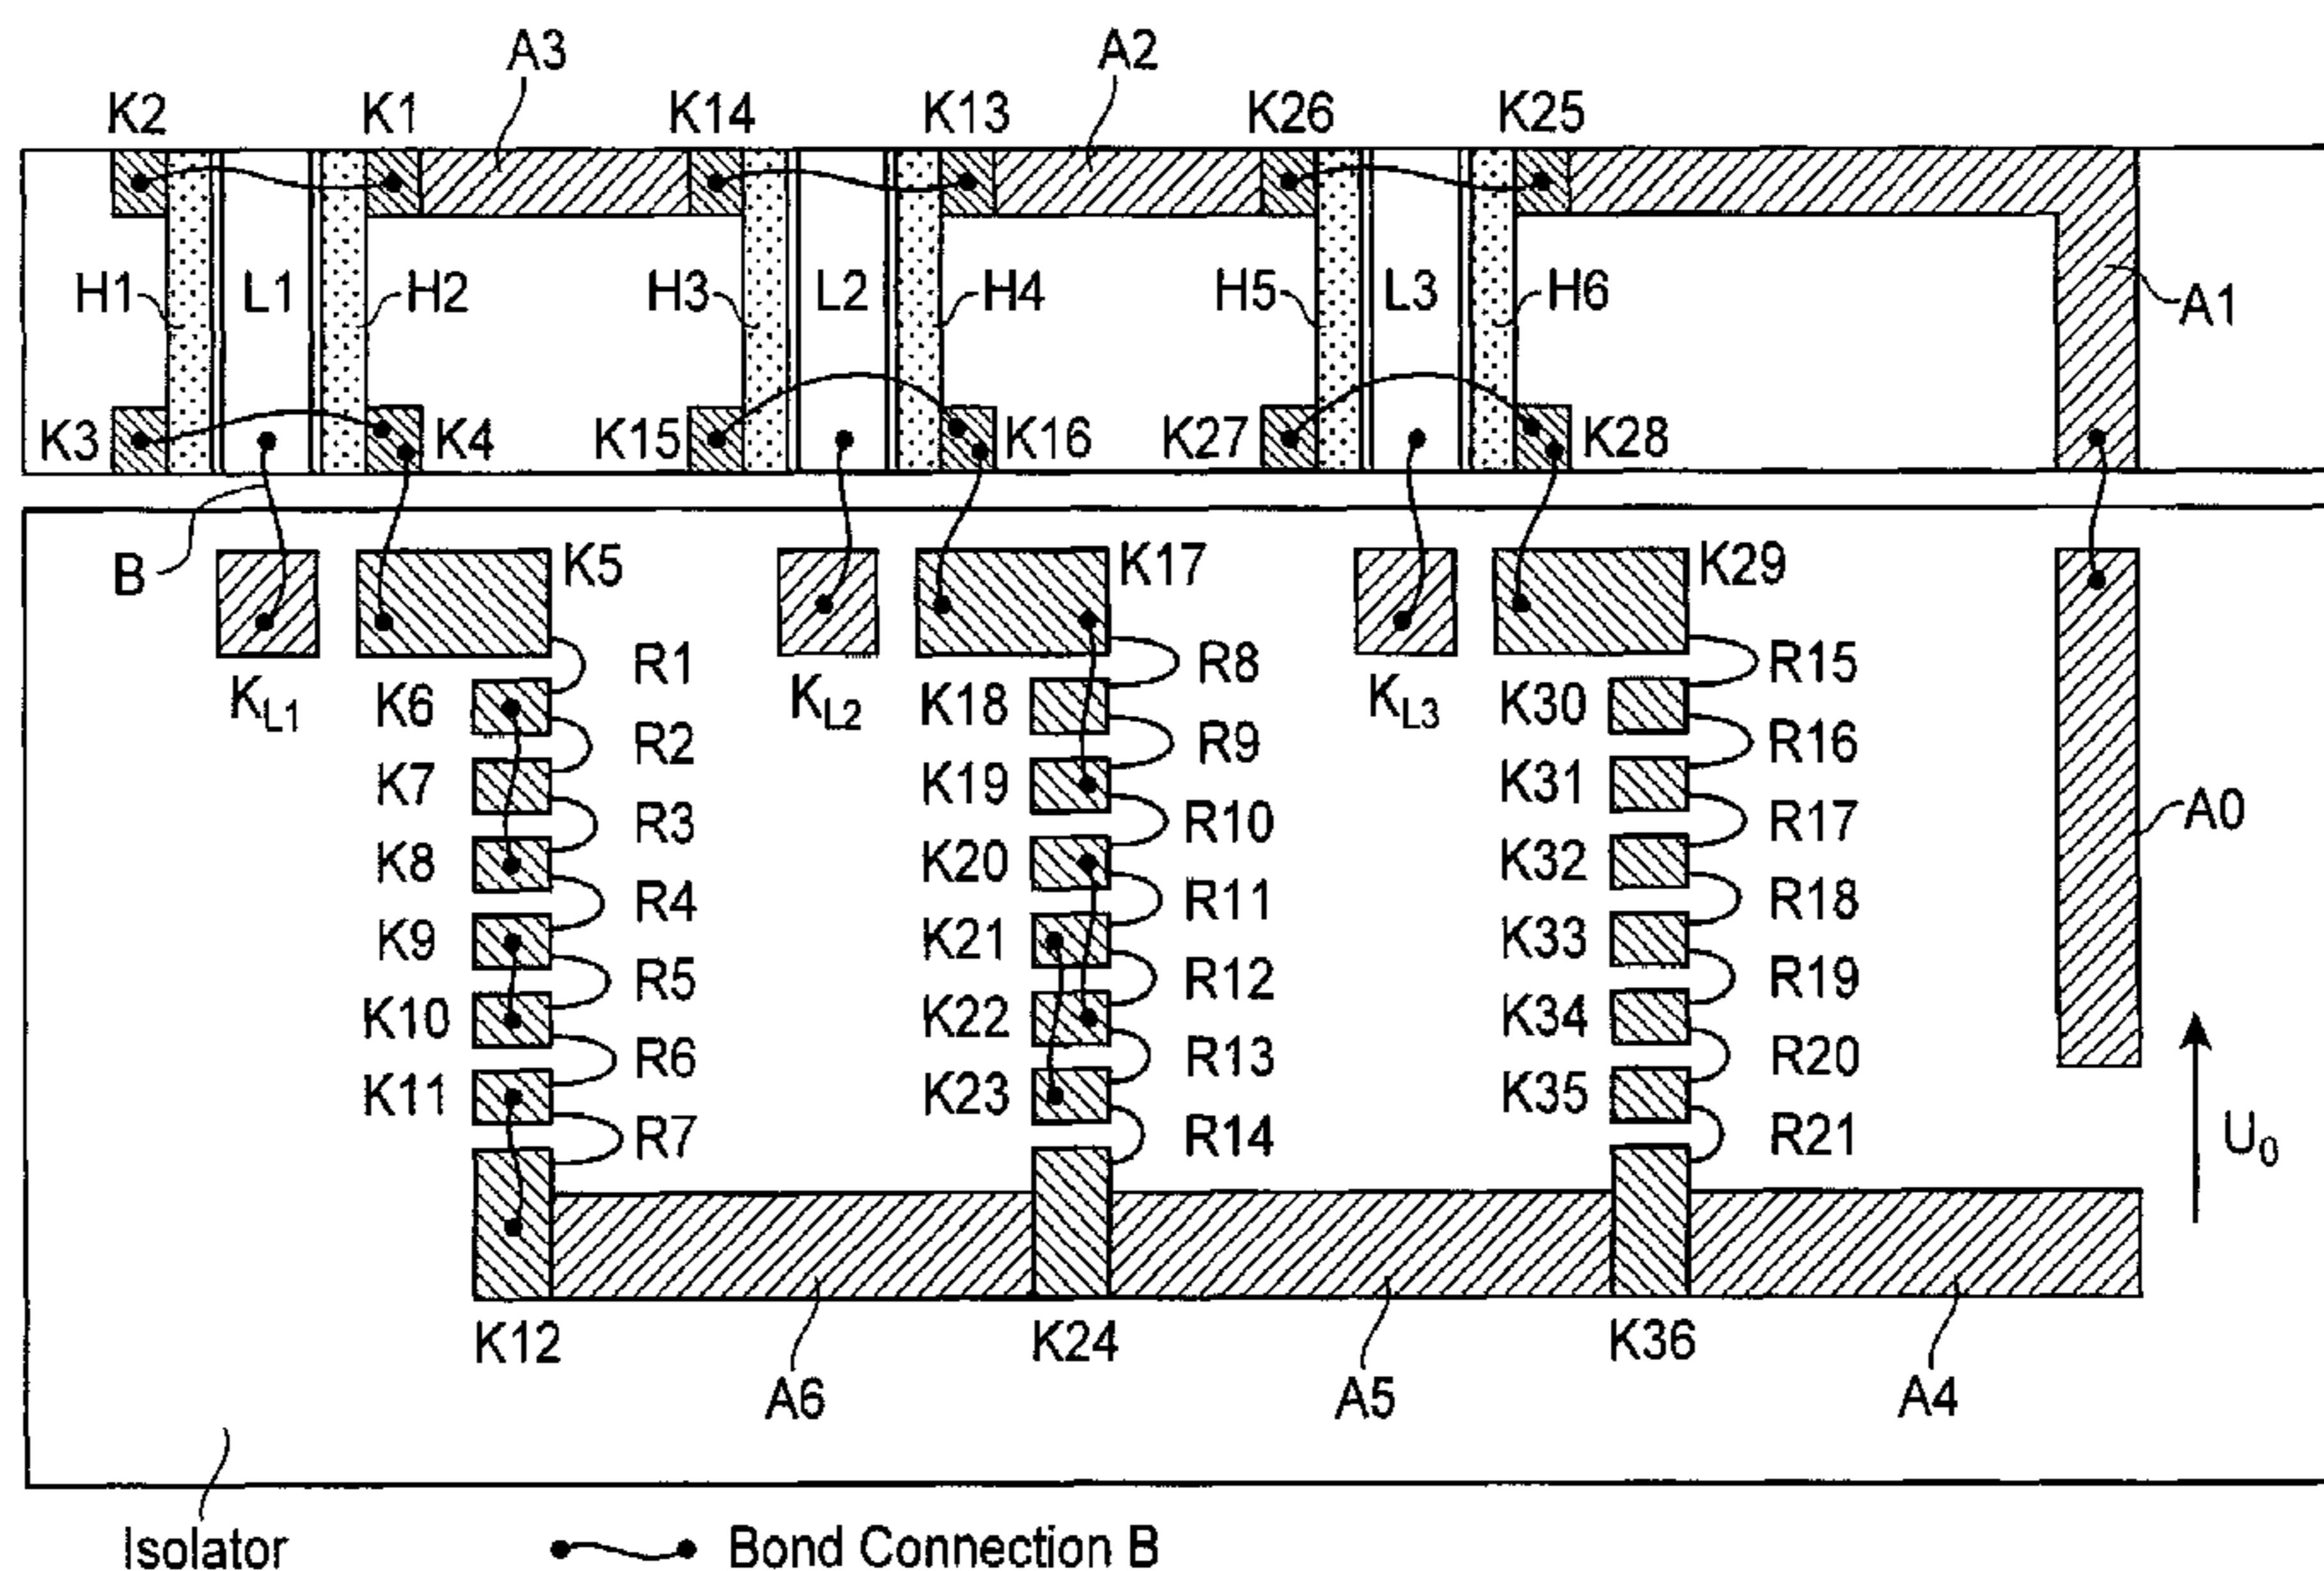 A3 A2
K2 K1 K14 K13 K26 K25
H1 L1 H2 H3 L2 H4 H5 L3 H6 A1
K3 K4 K15 K16 K27 K28
B K5 K17 K29
R1 R8 R15
KL1 K6 KL2 K18 KL3 K30
R2 R9 R16
K7 K19 K31
R3 R10 R17 A0
K8 K20 K32
R4 R11 R18
K9 K21 K33
R5 R12 R19
K10 K22 K34
R6 R13 R20
K11 K23 K35
R7 R14 R21 U0
K12 K24 K36
A6 A5 A4
Isolator Bond Connection B